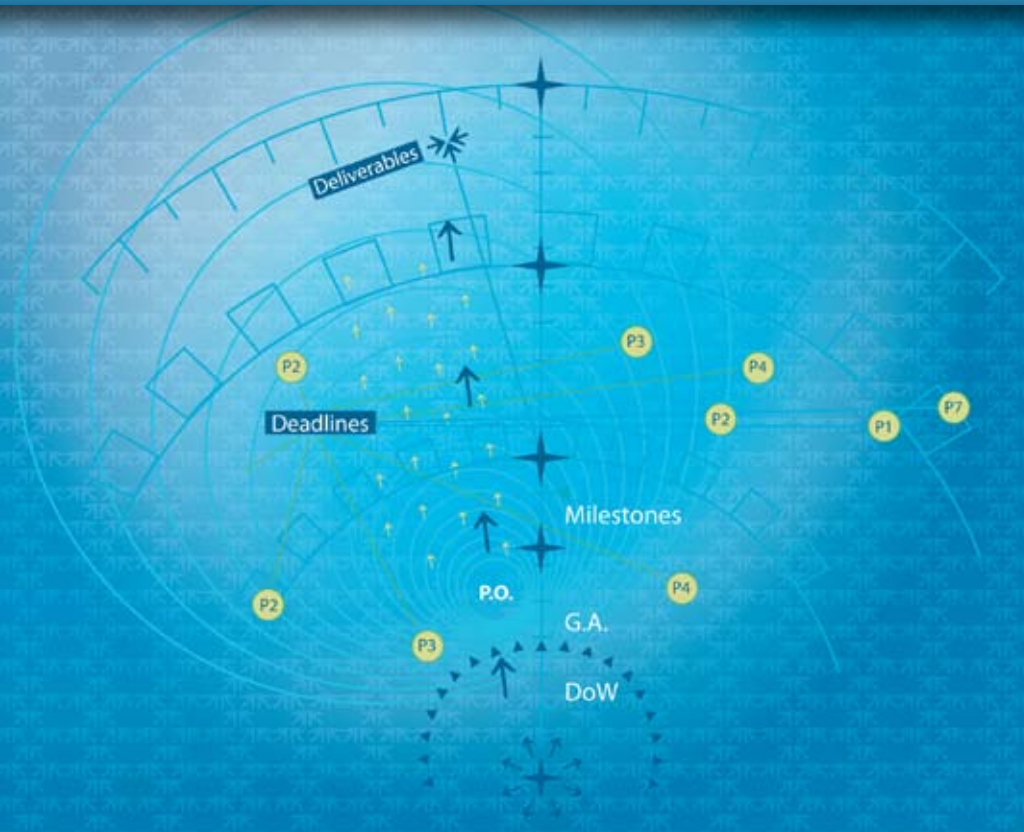 Deliverables
P3
P2
P4
P7
P2
Deadlines
P1
Milestones
P4
P.O.
P2
G.A.
P3
DoW